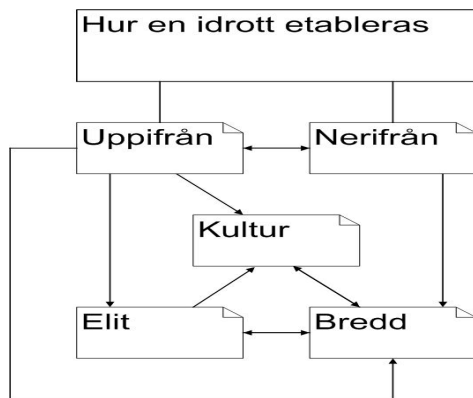 Hur en idrott etableras
Uppifrån
Nerifrån
Kultur
Elit
Bredd